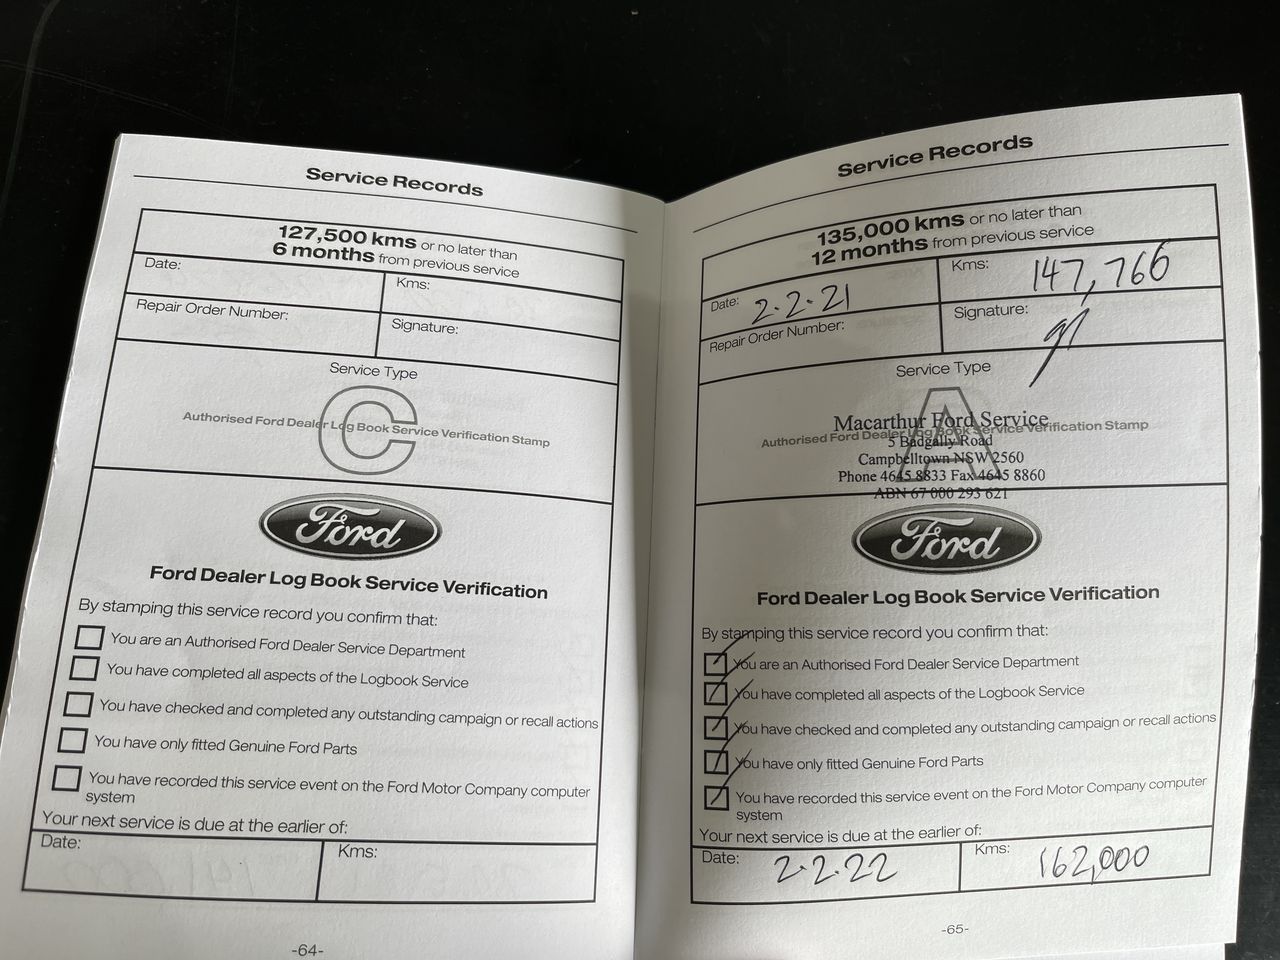 Service Records
127,500 kms or no later than
6 months from previous service
Date:
Kms:
Repair Order Number:
Signature:
Service Type
C
Authorised Ford Dealer Log Book Service Verification Stamp
Ford
Ford Dealer Log Book Service Verification
By stamping this service record you confirm that:
You are an Authorised Ford Dealer Service Department
You have completed all aspects of the Logbook Service
You have checked and completed any outstanding campaign or recall actions
You have only fitted Genuine Ford Parts
You have recorded this service event on the Ford Motor Company computer
system
Your next service is due at the earlier of:
Date:
Kms:
-64-
Service Records
135,000 kms or no later than
12 months from previous service
Date: 2.2.21
Kms: 147,766
Repair Order Number:
Signature:
Service Type
A
Authorised Ford Dealer Log Book Service Verification Stamp
Macarthur Ford Service
5 Badgally Road
Campbelltown NSW 2560
Phone 4645 8833 Fax 4645 8860
ABN 67 000 293 621
Ford
Ford Dealer Log Book Service Verification
By stamping this service record you confirm that:
You are an Authorised Ford Dealer Service Department
You have completed all aspects of the Logbook Service
You have checked and completed any outstanding campaign or recall actions
You have only fitted Genuine Ford Parts
You have recorded this service event on the Ford Motor Company computer
system
Your next service is due at the earlier of:
Date: 2.2.22
Kms: 162,000
-65-